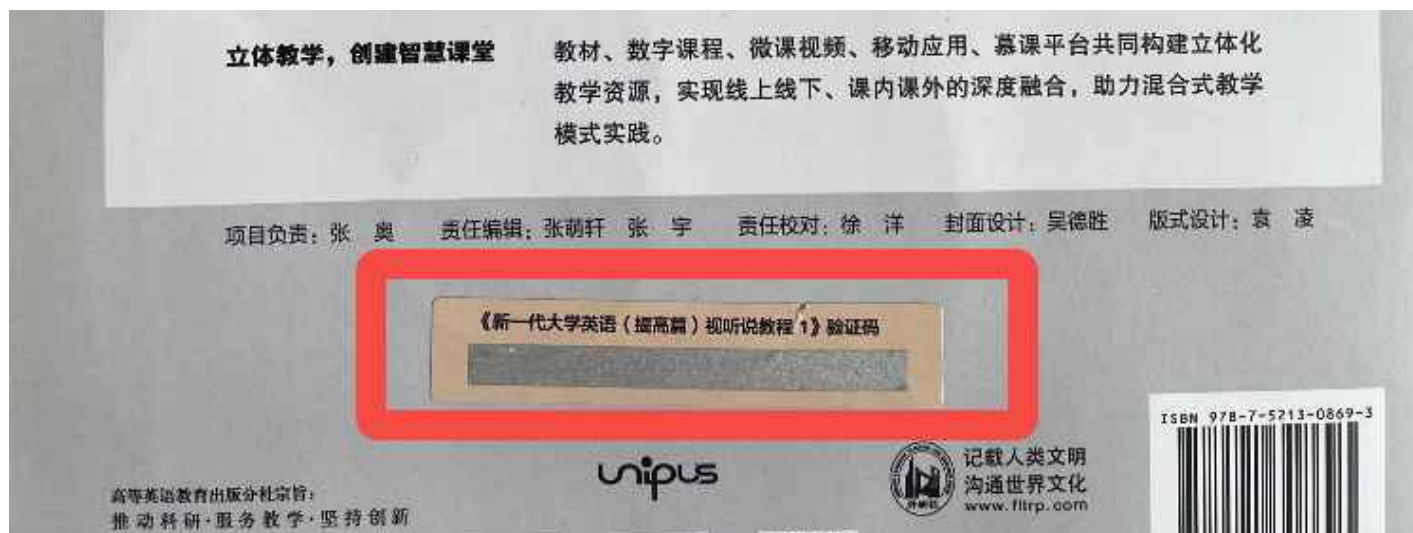 立体教学，创建智慧课堂
教材、数字课程、微课视频、移动应用、慕课平台共同构建立体化
教学资源，实现线上线下、课内课外的深度融合，助力混合式教学
模式实践。
项目负责：张 奥 责任编辑：张萌轩 张 宇 责任校对：徐 洋 封面设计：吴德胜 版式设计：袁 凌
《新一代大学英语（提高篇）视听说教程 1》验证码
ISBN 978-7-5213-0869-3
unipus
外研社
记载人类文明
沟通世界文化
www.fltrp.com
高等英语教育出版分社宗旨：
推动科研·服务教学·坚持创新